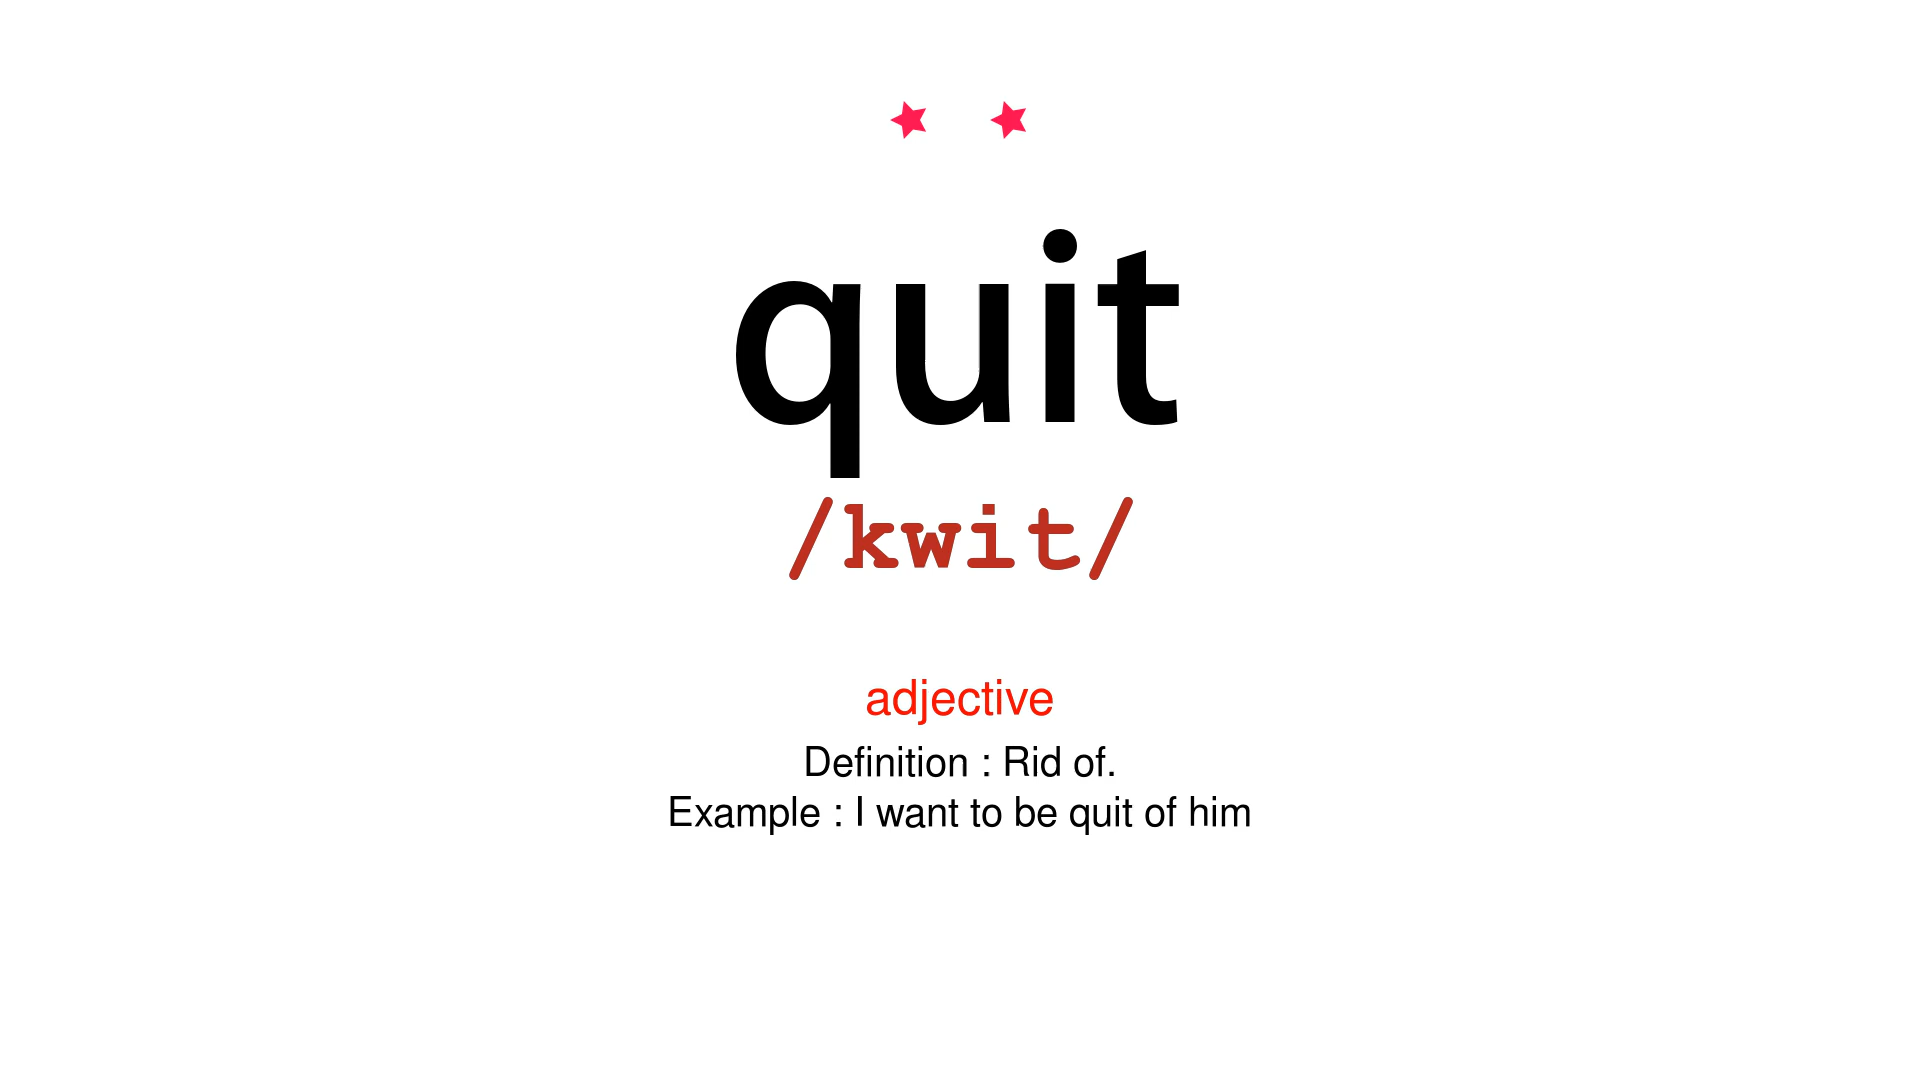 quit
/kwit/
adjective
Definition : Rid of.
Example : I want to be quit of him